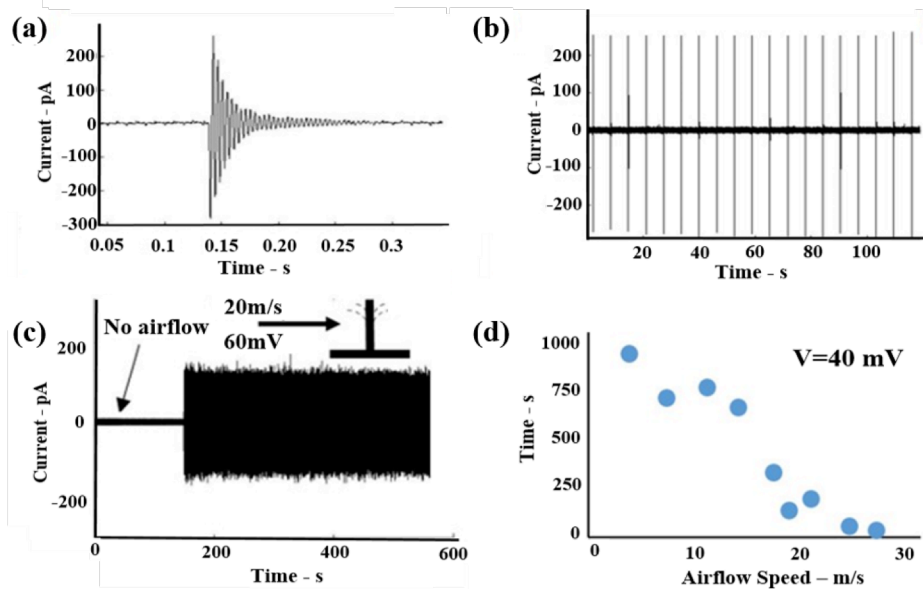 (a)
200
100
0
-100
-200
-300
Current - pA
0.05
0.1
0.15
0.20
0.25
0.3
Time - s
(b)
200
100
0
-100
-200
Current - pA
20
40
60
80
100
Time - s
(c)
No airflow
20m/s
60mV
200
0
-200
Current - pA
0
200
400
600
Time - s
(d)
V=40 mV
1000
750
500
250
0
Time - s
0
10
20
30
Airflow Speed – m/s